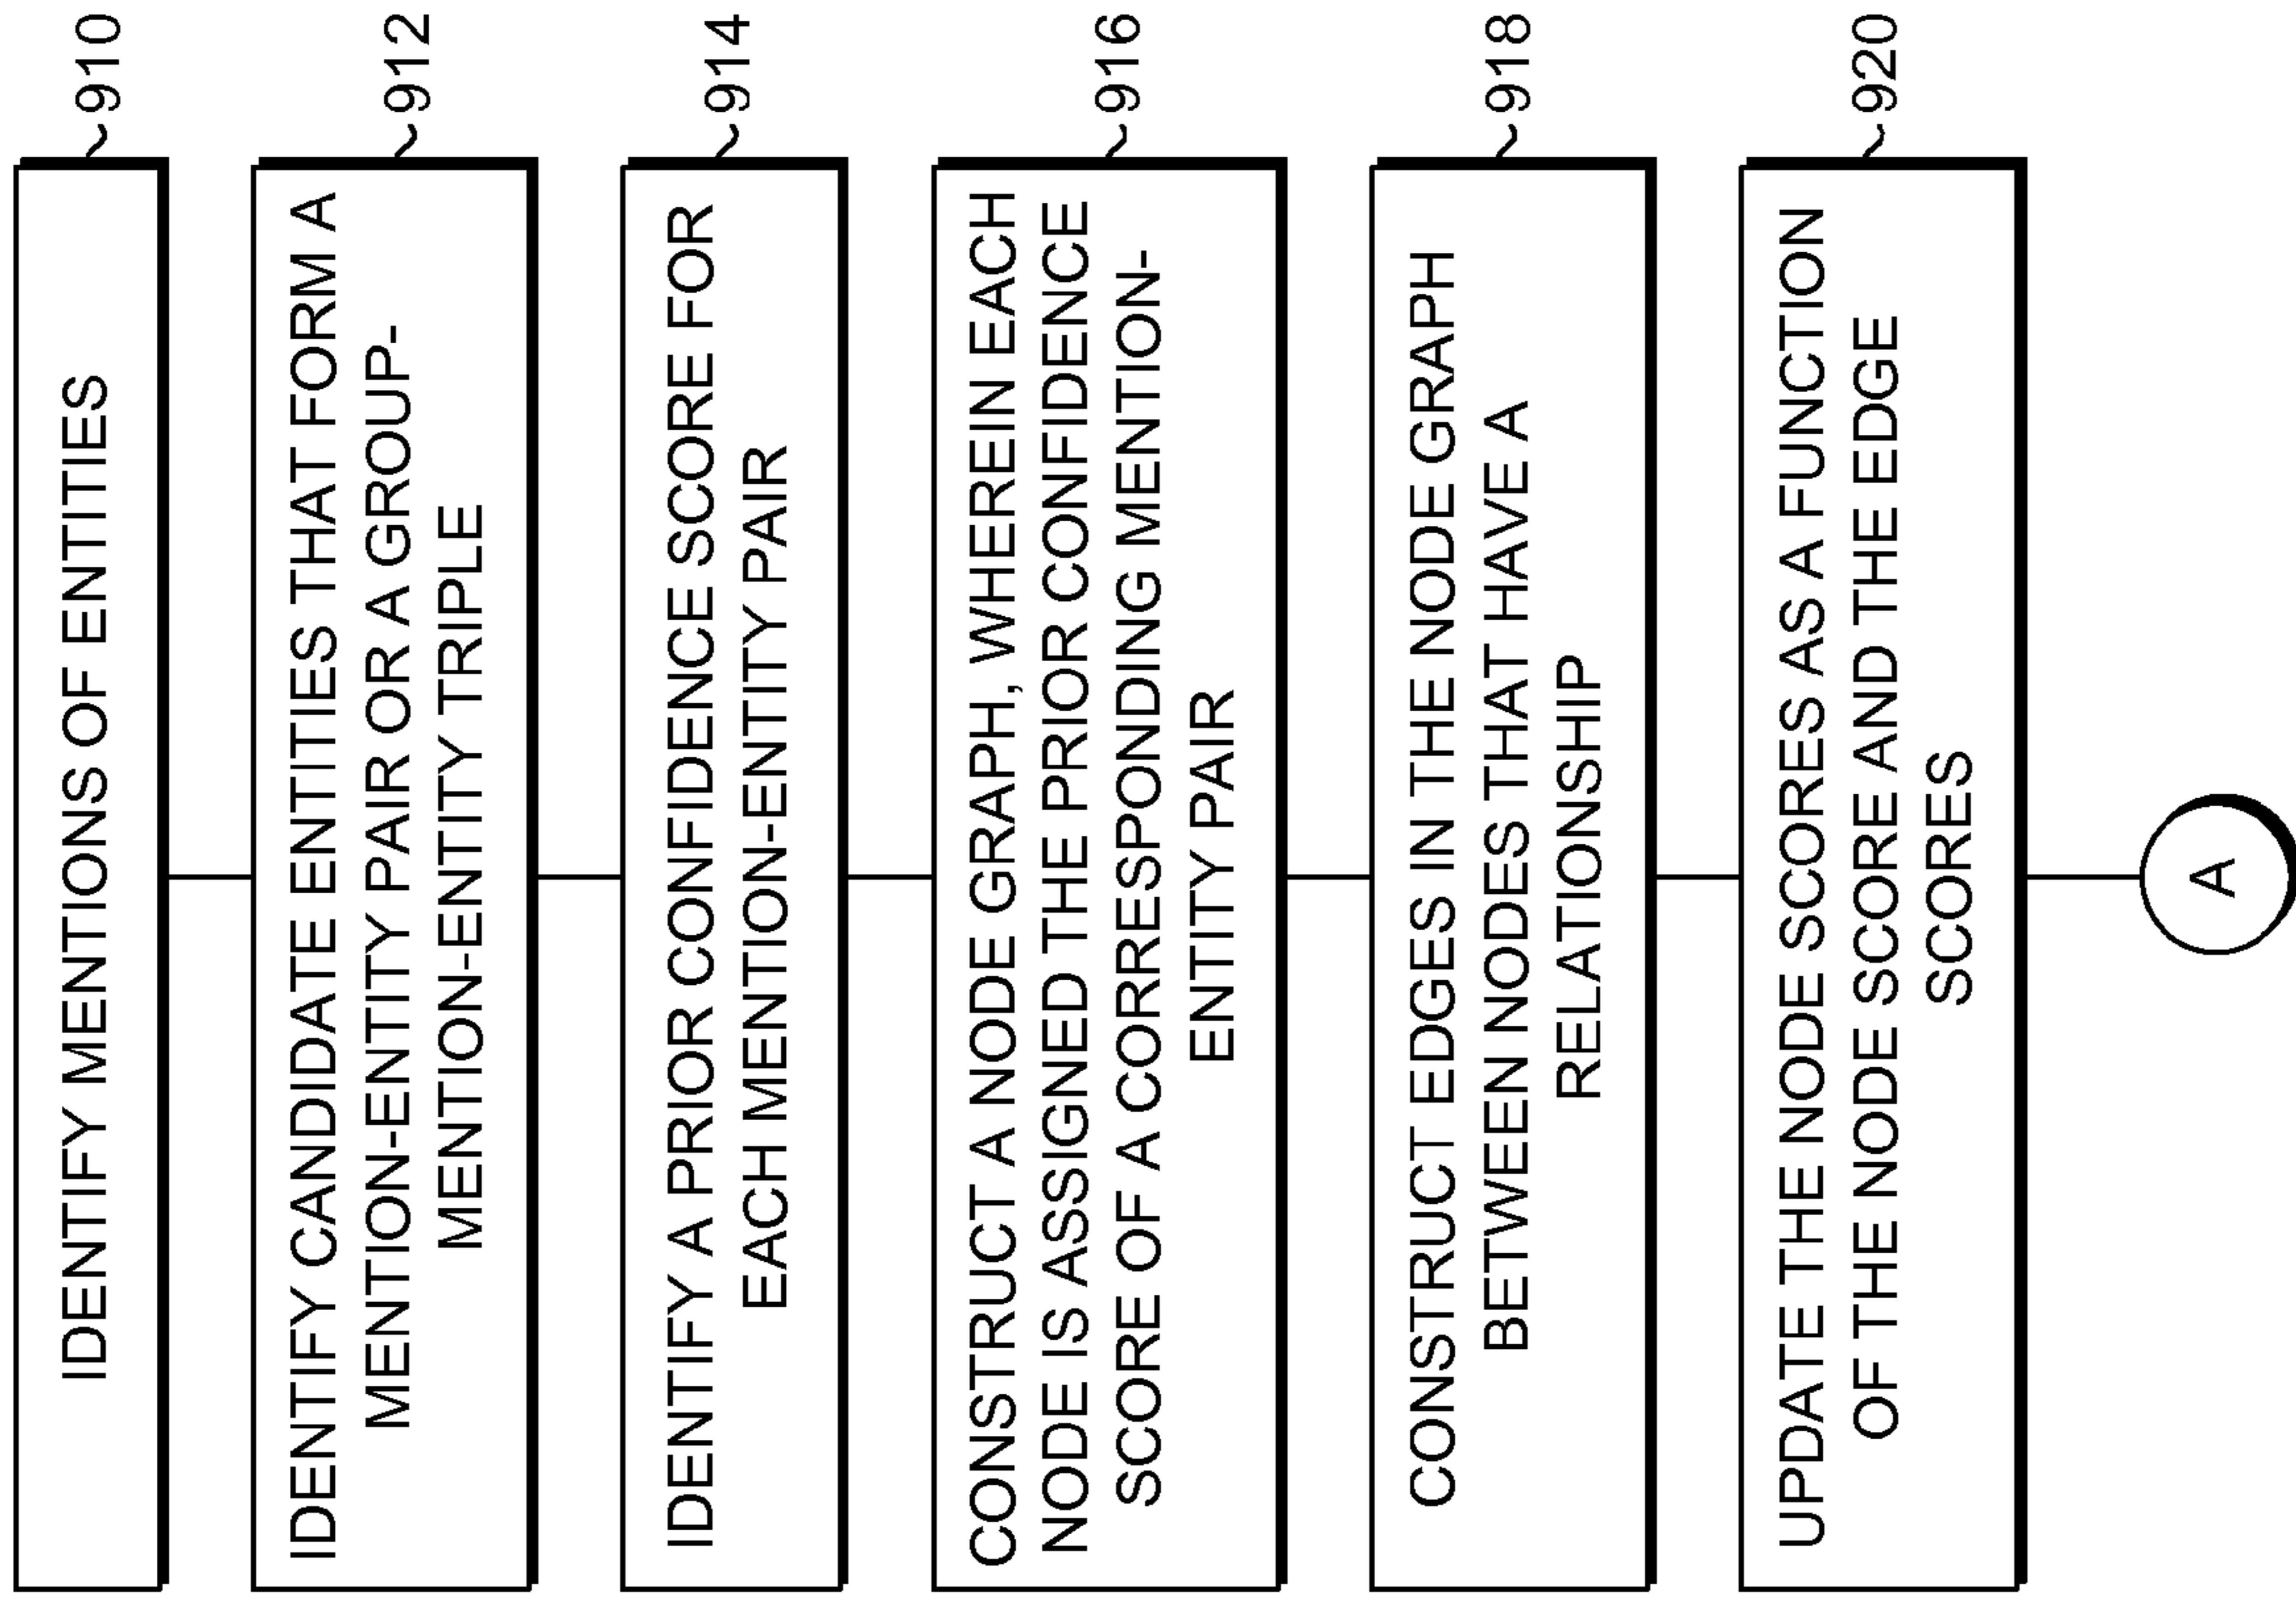 IDENTIFY MENTIONS OF ENTITIES
~910
IDENTIFY CANDIDATE ENTITIES THAT FORM A
MENTION-ENTITY PAIR OR A GROUP-
MENTION-ENTITY TRIPLE
~912
IDENTIFY A PRIOR CONFIDENCE SCORE FOR
EACH MENTION-ENTITY PAIR
~914
CONSTRUCT A NODE GRAPH, WHEREIN EACH
NODE IS ASSIGNED THE PRIOR CONFIDENCE
SCORE OF A CORRESPONDING MENTION-
ENTITY PAIR
~916
CONSTRUCT EDGES IN THE NODE GRAPH
BETWEEN NODES THAT HAVE A
RELATIONSHIP
~918
UPDATE THE NODE SCORES AS A FUNCTION
OF THE NODE SCORE AND THE EDGE
SCORES
~920
A